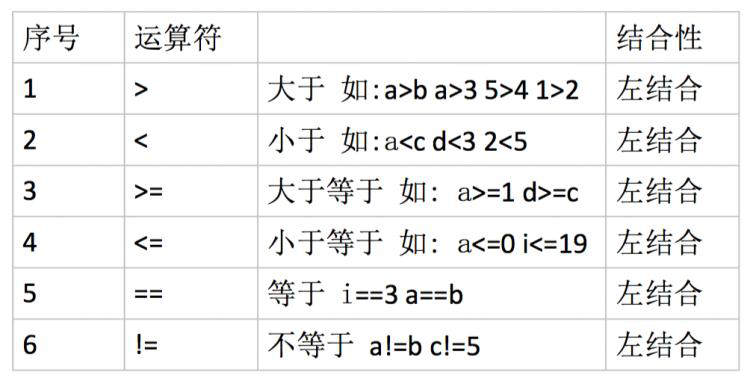 序号 运算符 结合性
1 > 大于 如:a>b a>3 5>4 1>2 左结合
2 < 小于 如:a<c d<3 2<5 左结合
3 >= 大于等于 如: a>=1 d>=c 左结合
4 <= 小于等于 如: a<=0 i<=19 左结合
5 == 等于 i==3 a==b 左结合
6 != 不等于 a!=b c!=5 左结合